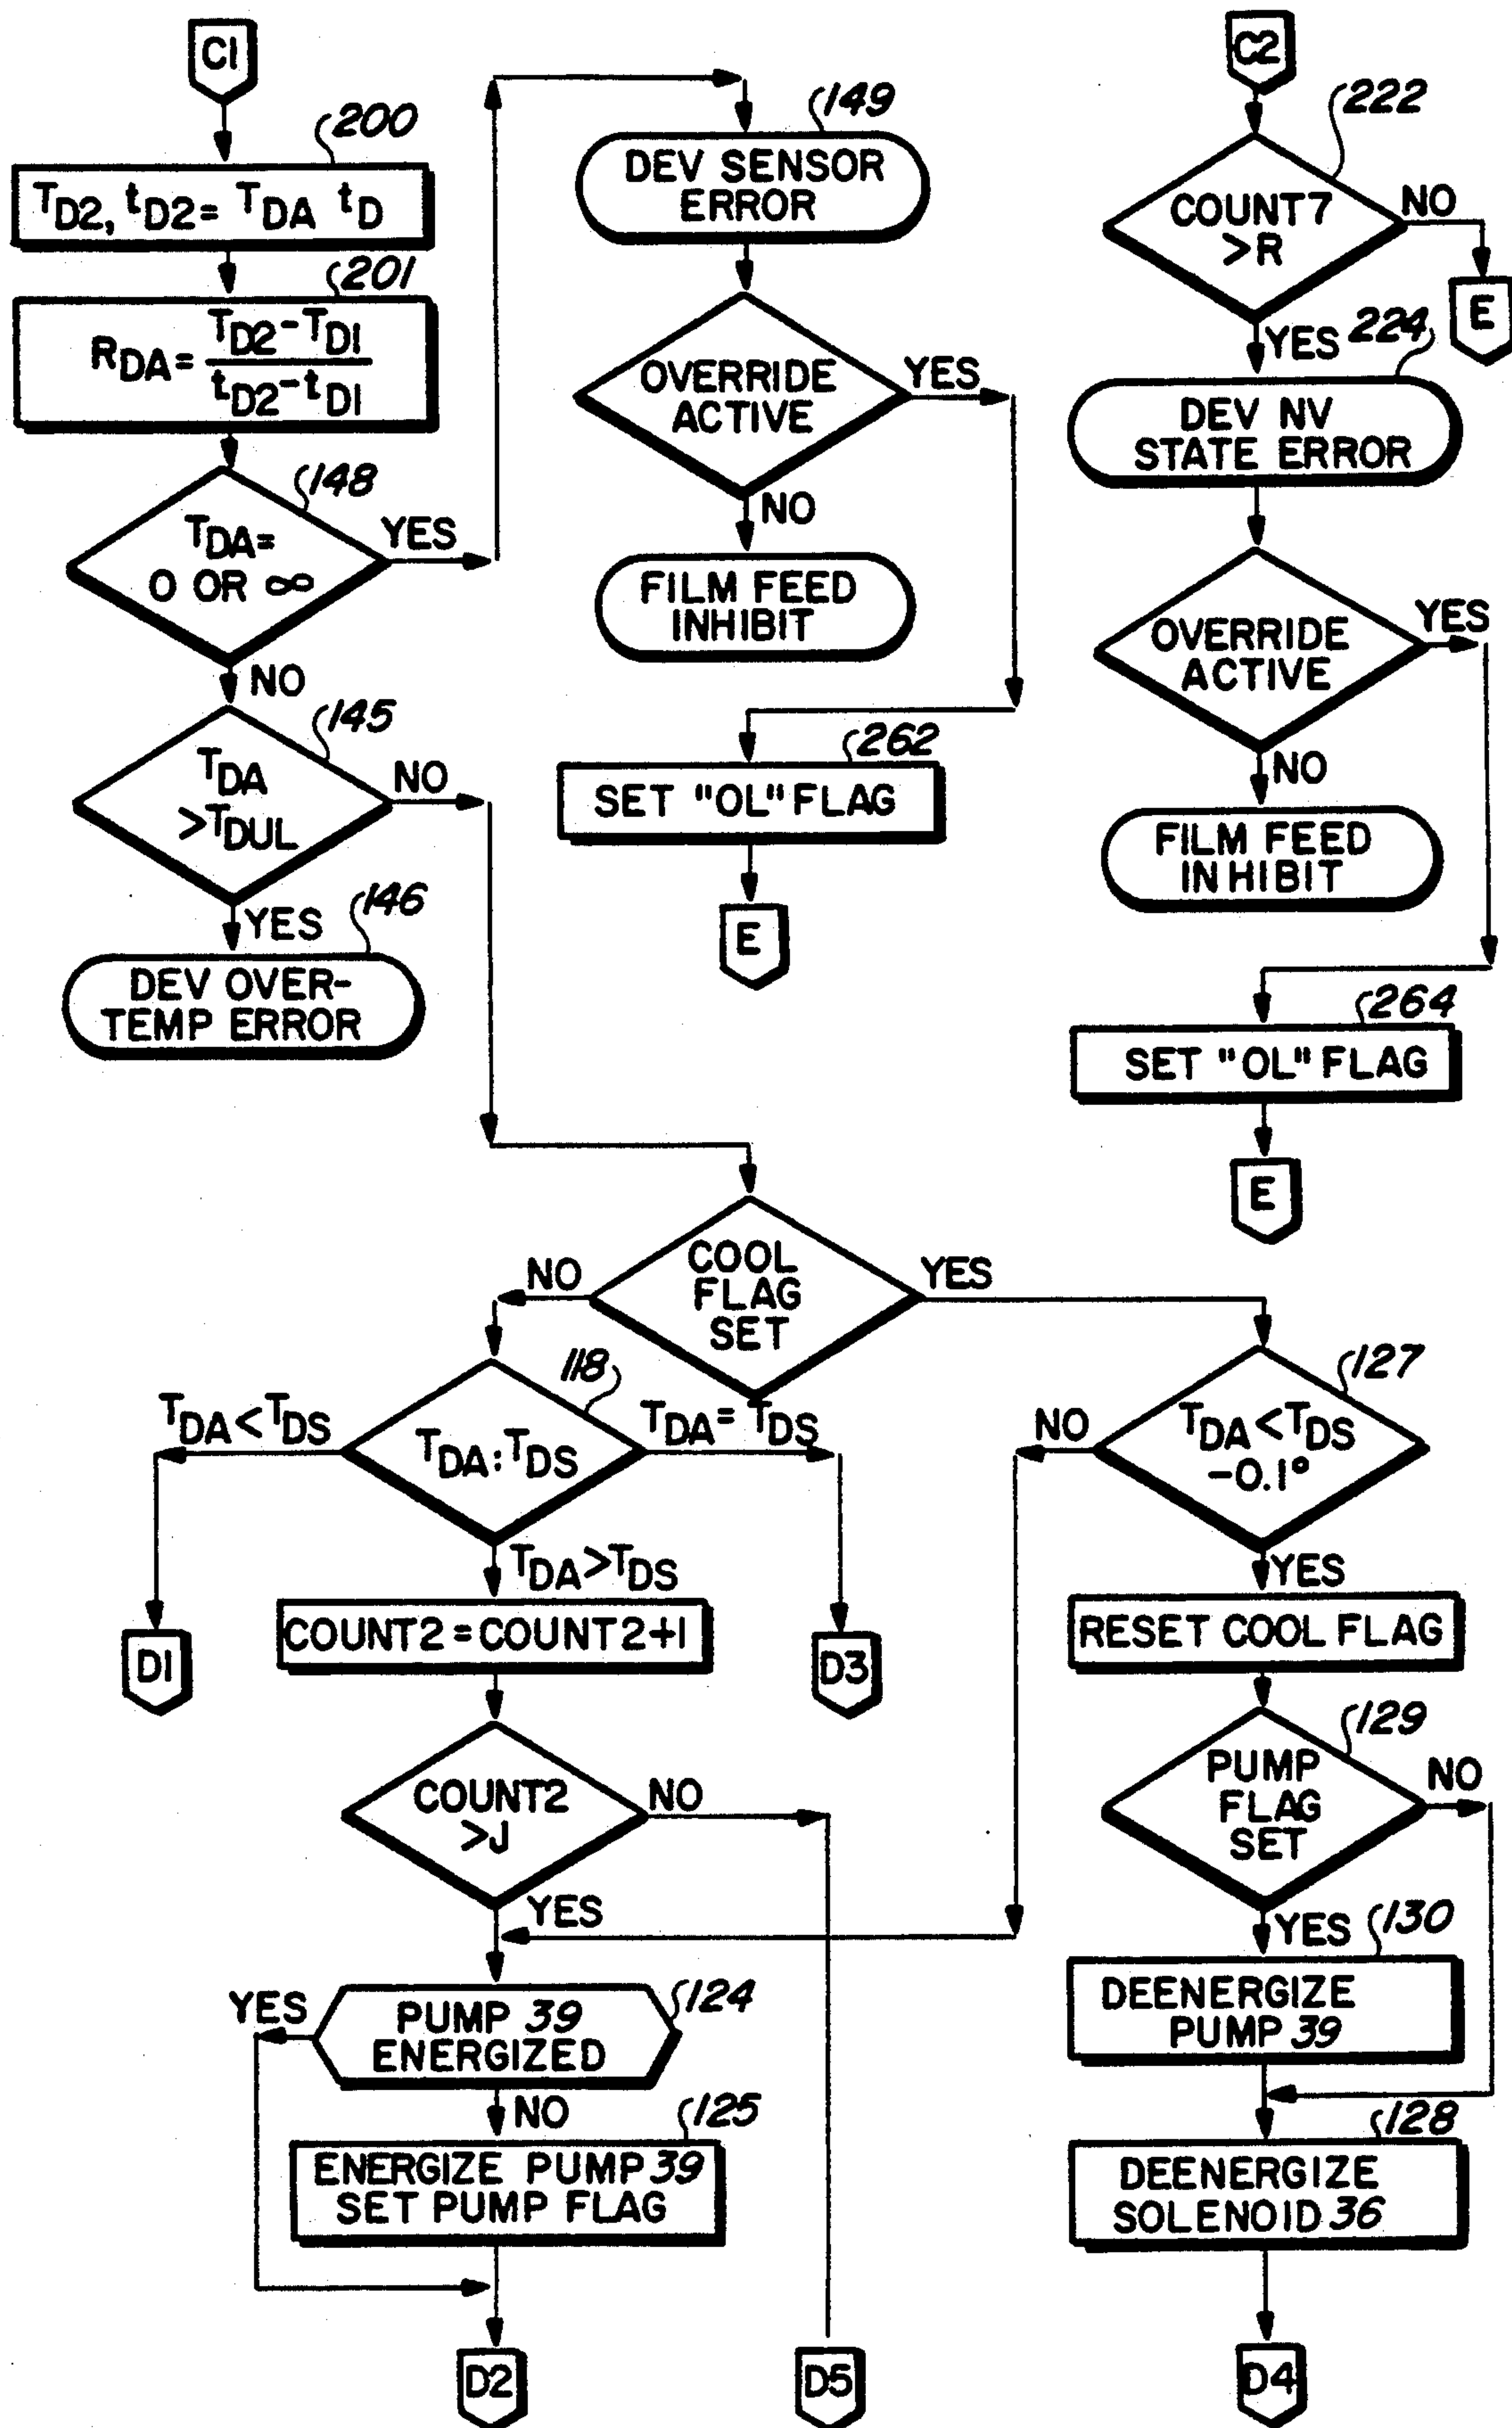 C1
200
TD2, tD2= TDA tD
201
RDA= TD2-TD1
tD2-tD1
148
TDA=
0 OR ∞
YES
NO
145
TDA
>TDUL
NO
YES
146
DEV OVER-
TEMP ERROR
149
DEV SENSOR
ERROR
OVERRIDE
ACTIVE
YES
NO
FILM FEED
INHIBIT
262
SET "OL" FLAG
E
C2
222
COUNT7
>R
NO
E
YES
224
DEV NV
STATE ERROR
OVERRIDE
ACTIVE
YES
NO
FILM FEED
INHIBIT
264
SET "OL" FLAG
E
COOL
FLAG
SET
NO
YES
118
TDA:TDS
TDA<TDS
TDA=TDS
TDA>TDS
D1
D3
COUNT2=COUNT2+1
COUNT2
>J
NO
YES
124
PUMP 39
ENERGIZED
YES
NO
125
ENERGIZE PUMP 39
SET PUMP FLAG
D2
D5
127
TDA<TDS
-0.1°
NO
YES
RESET COOL FLAG
129
PUMP
FLAG
SET
NO
YES
130
DEENERGIZE
PUMP 39
128
DEENERGIZE
SOLENOID 36
D4